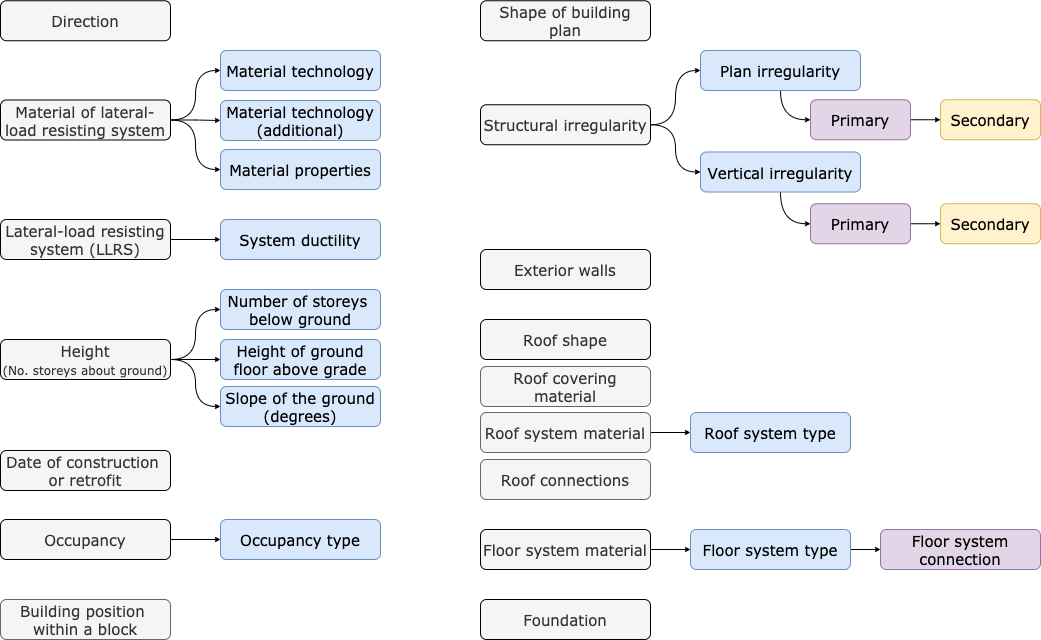 Direction
Material of lateral-
load resisting system
Material technology
Material technology
(additional)
Material properties
Lateral-load resisting
system (LLRS)
System ductility
Height
(No. storeys about ground)
Number of storeys
below ground
Height of ground
floor above grade
Slope of the ground
(degrees)
Date of construction
or retrofit
Occupancy
Occupancy type
Building position
within a block
Shape of building
plan
Structural irregularity
Plan irregularity
Primary
Secondary
Vertical irregularity
Primary
Secondary
Exterior walls
Roof shape
Roof covering
material
Roof system material
Roof system type
Roof connections
Floor system material
Floor system type
Floor system
connection
Foundation